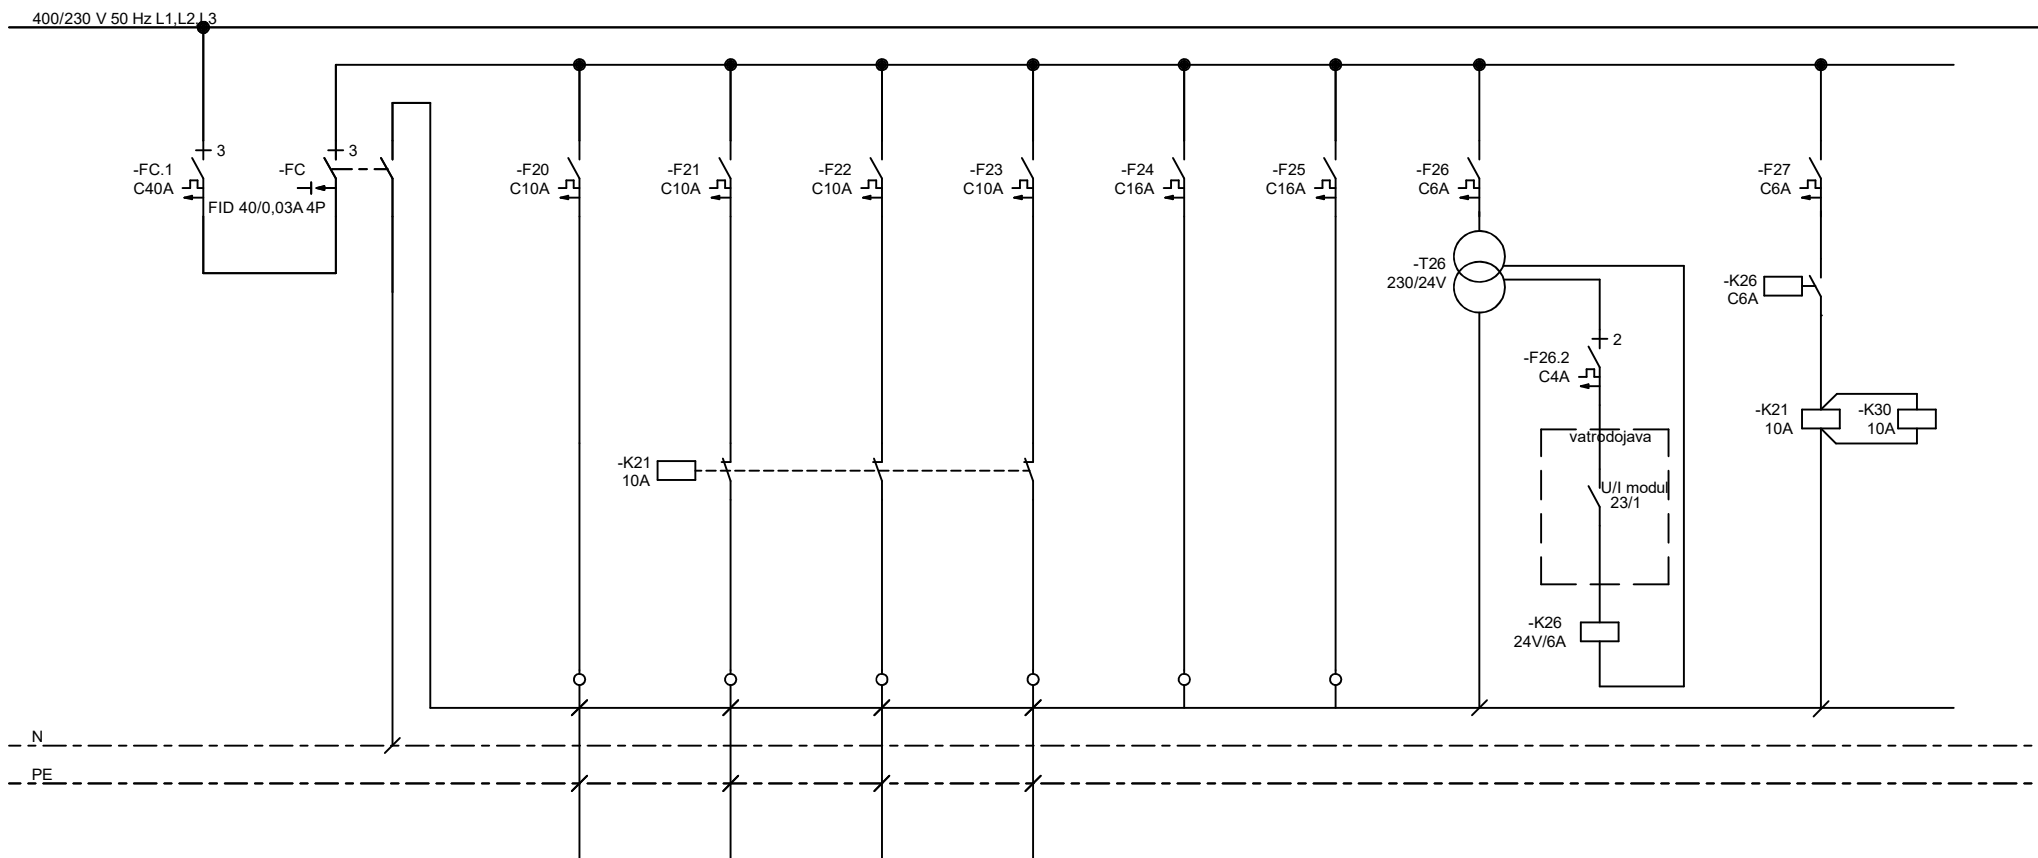 400/230 V 50 Hz L1,L2,L3
-FC.1
C40A
3
-FC
3
FID 40/0,03A 4P
-F20
C10A
-F21
C10A
-F22
C10A
-F23
C10A
-F24
C16A
-F25
C16A
-F26
C6A
-F27
C6A
-T26
230/24V
-K26
C6A
2
-F26.2
C4A
-K21
10A
-K30
10A
vatrodojava
-K21
10A
U/I modul
23/1
-K26
24V/6A
N
PE